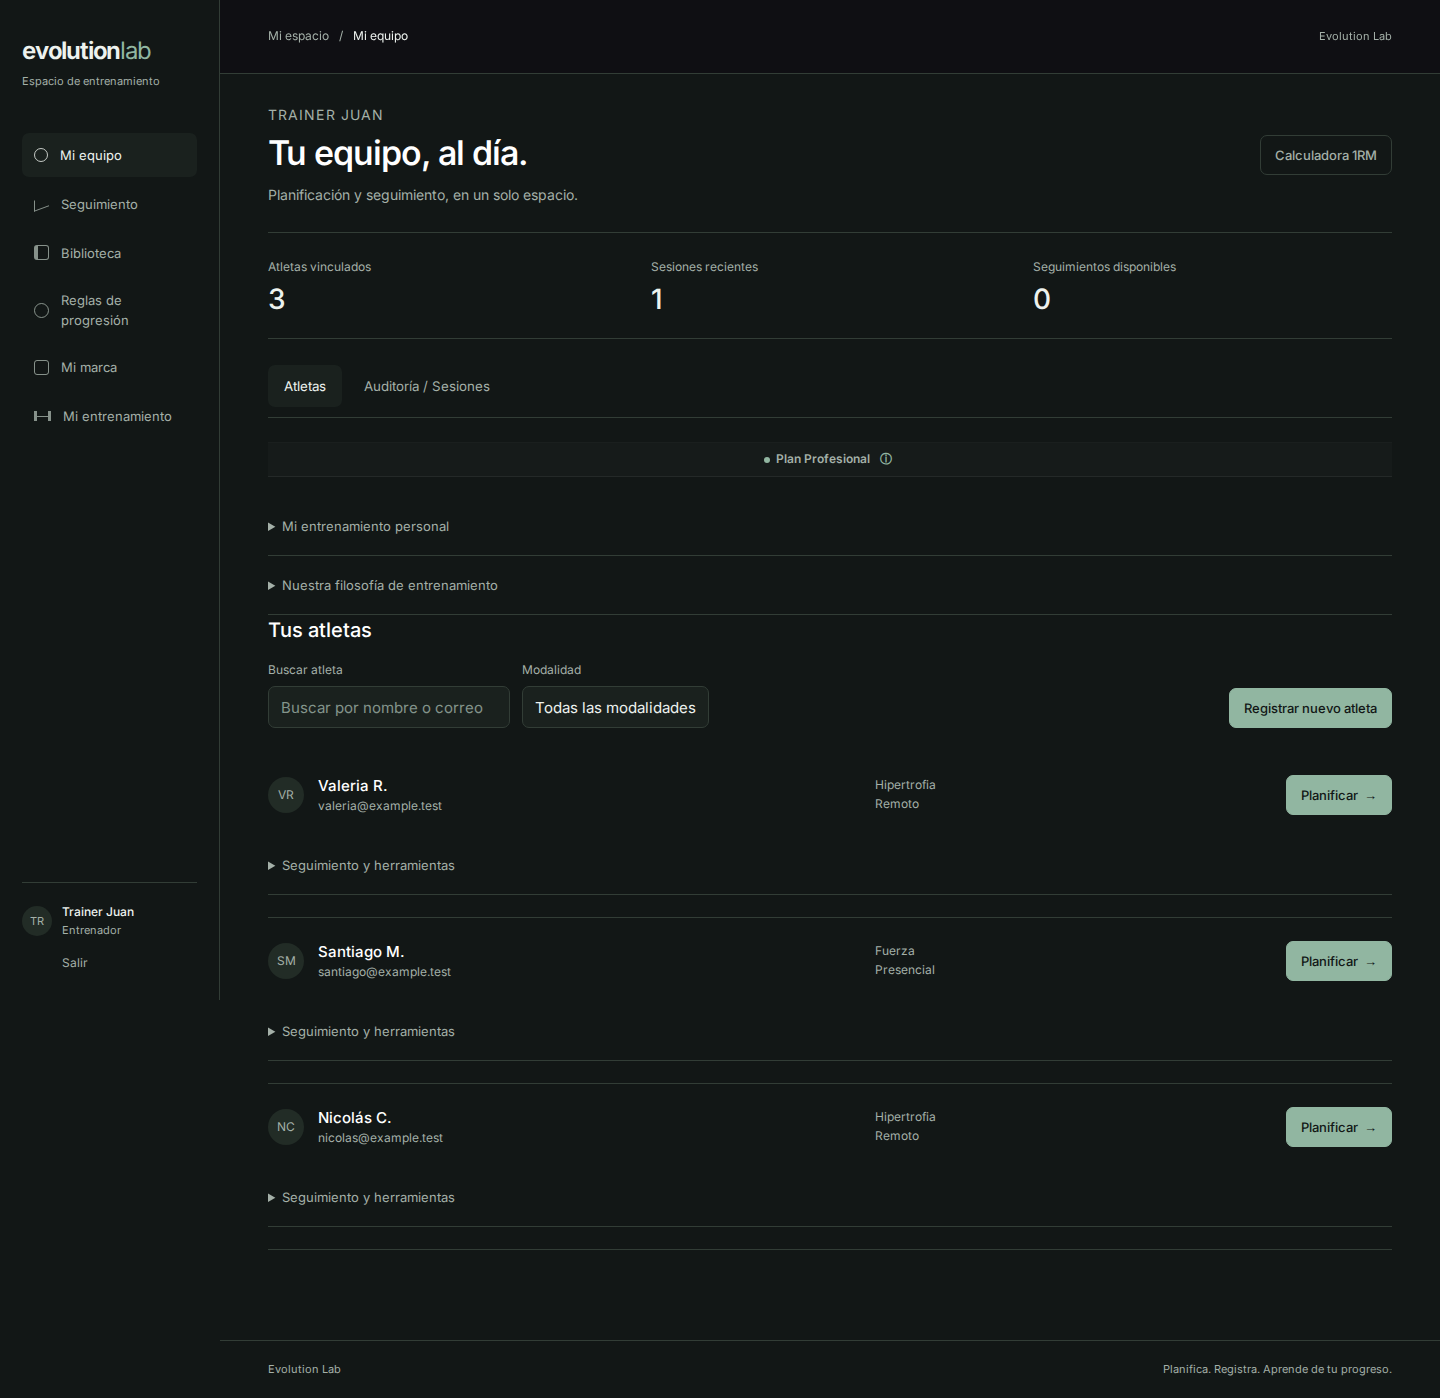 evolutionlab
Espacio de entrenamiento
Mi equipo
Seguimiento
Biblioteca
Reglas de
progresión
Mi marca
Mi entrenamiento
TR
Trainer Juan
Entrenador
Salir
Mi espacio / Mi equipo
Evolution Lab
TRAINER JUAN
Tu equipo, al día.
Planificación y seguimiento, en un solo espacio.
Calculadora 1RM
Atletas vinculados
3
Sesiones recientes
1
Seguimientos disponibles
0
Atletas
Auditoría / Sesiones
Plan Profesional ⓘ
Mi entrenamiento personal
Nuestra filosofía de entrenamiento
Tus atletas
Buscar atleta
Buscar por nombre o correo
Modalidad
Todas las modalidades
Registrar nuevo atleta
VR
Valeria R.
valeria@example.test
Hipertrofia
Remoto
Planificar →
Seguimiento y herramientas
SM
Santiago M.
santiago@example.test
Fuerza
Presencial
Planificar →
Seguimiento y herramientas
NC
Nicolás C.
nicolas@example.test
Hipertrofia
Remoto
Planificar →
Seguimiento y herramientas
Evolution Lab
Planifica. Registra. Aprende de tu progreso.